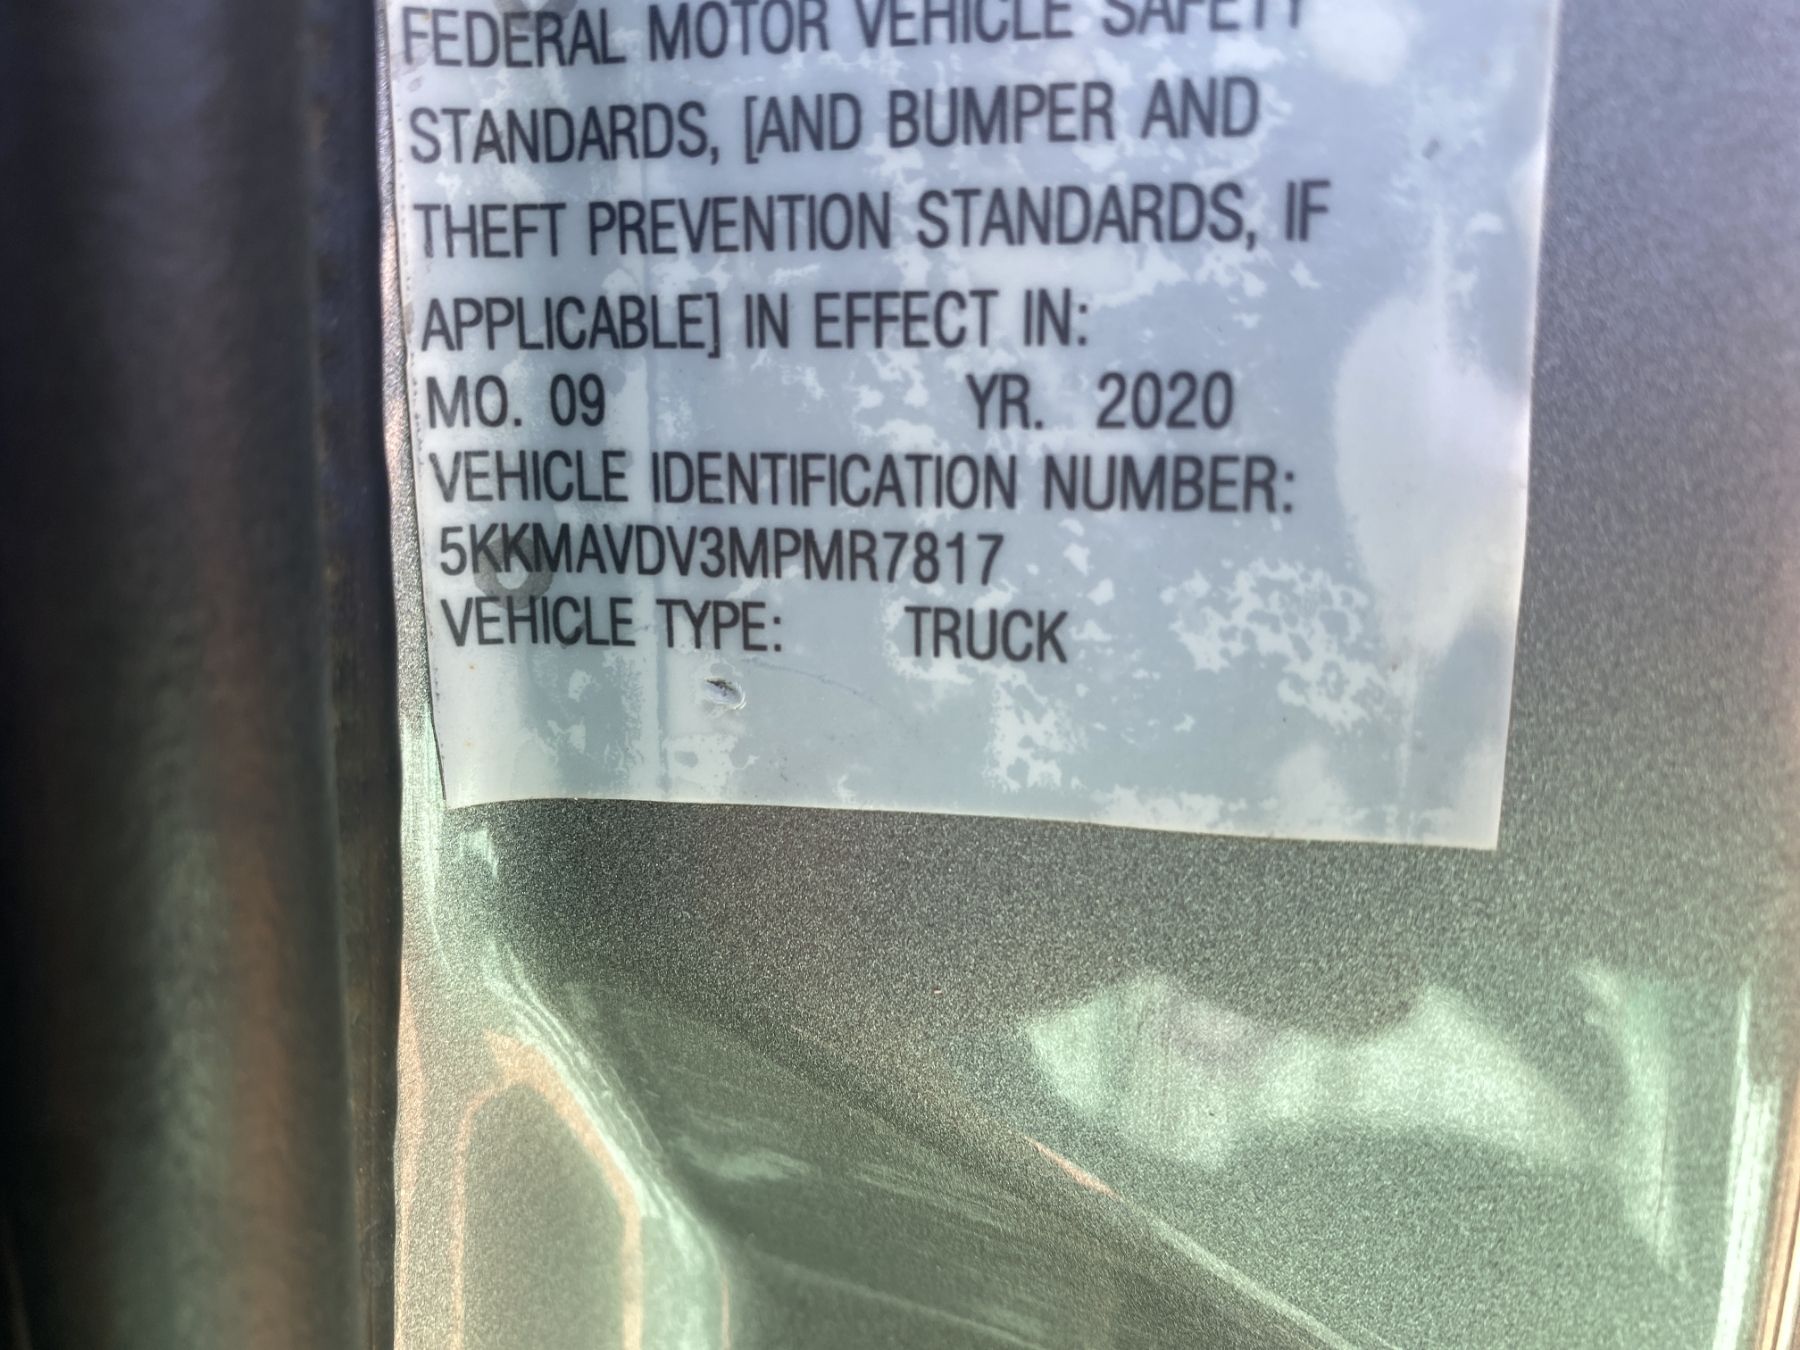 FEDERAL MOTOR VEHICLE SAFETY
STANDARDS, [AND BUMPER AND
THEFT PREVENTION STANDARDS, IF
APPLICABLE] IN EFFECT IN:
MO. 09 YR. 2020
VEHICLE IDENTIFICATION NUMBER:
5KKMAVDV3MPMR7817
VEHICLE TYPE: TRUCK